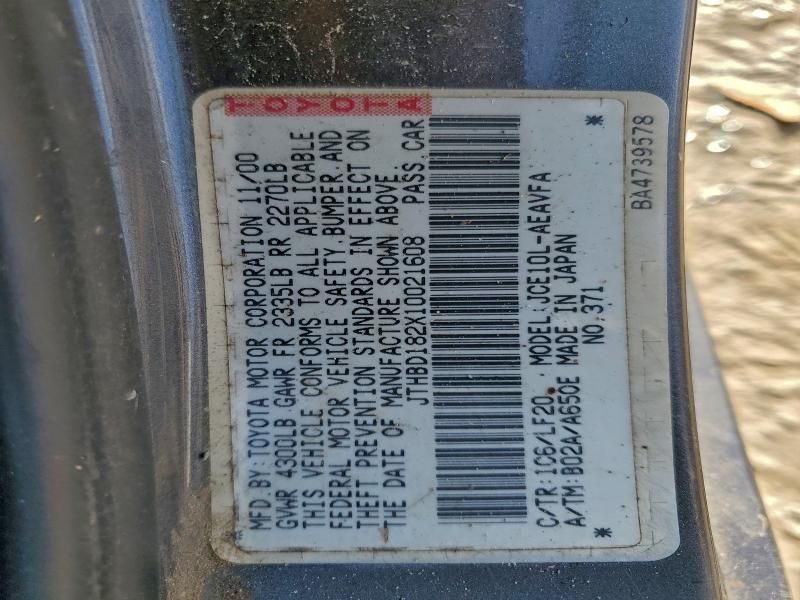 TOYOTA
MFD BY: TOYOTA MOTOR CORPORATION 11/00
GVWR 4300LB GAWR FR 2335LB RR 2270LB
THIS VEHICLE CONFORMS TO ALL APPLICABLE
FEDERAL MOTOR VEHICLE SAFETY, BUMPER, AND
THEFT PREVENTION STANDARDS IN EFFECT ON
THE DATE OF MANUFACTURE SHOWN ABOVE.
JTHBD182X10021608 PASS. CAR
C/TR: 1C6/LF20 MODEL: JCE10L-AEAVFA
A/TM: B02A/A650E MADE IN JAPAN
* NO. 371 *
BA4739578